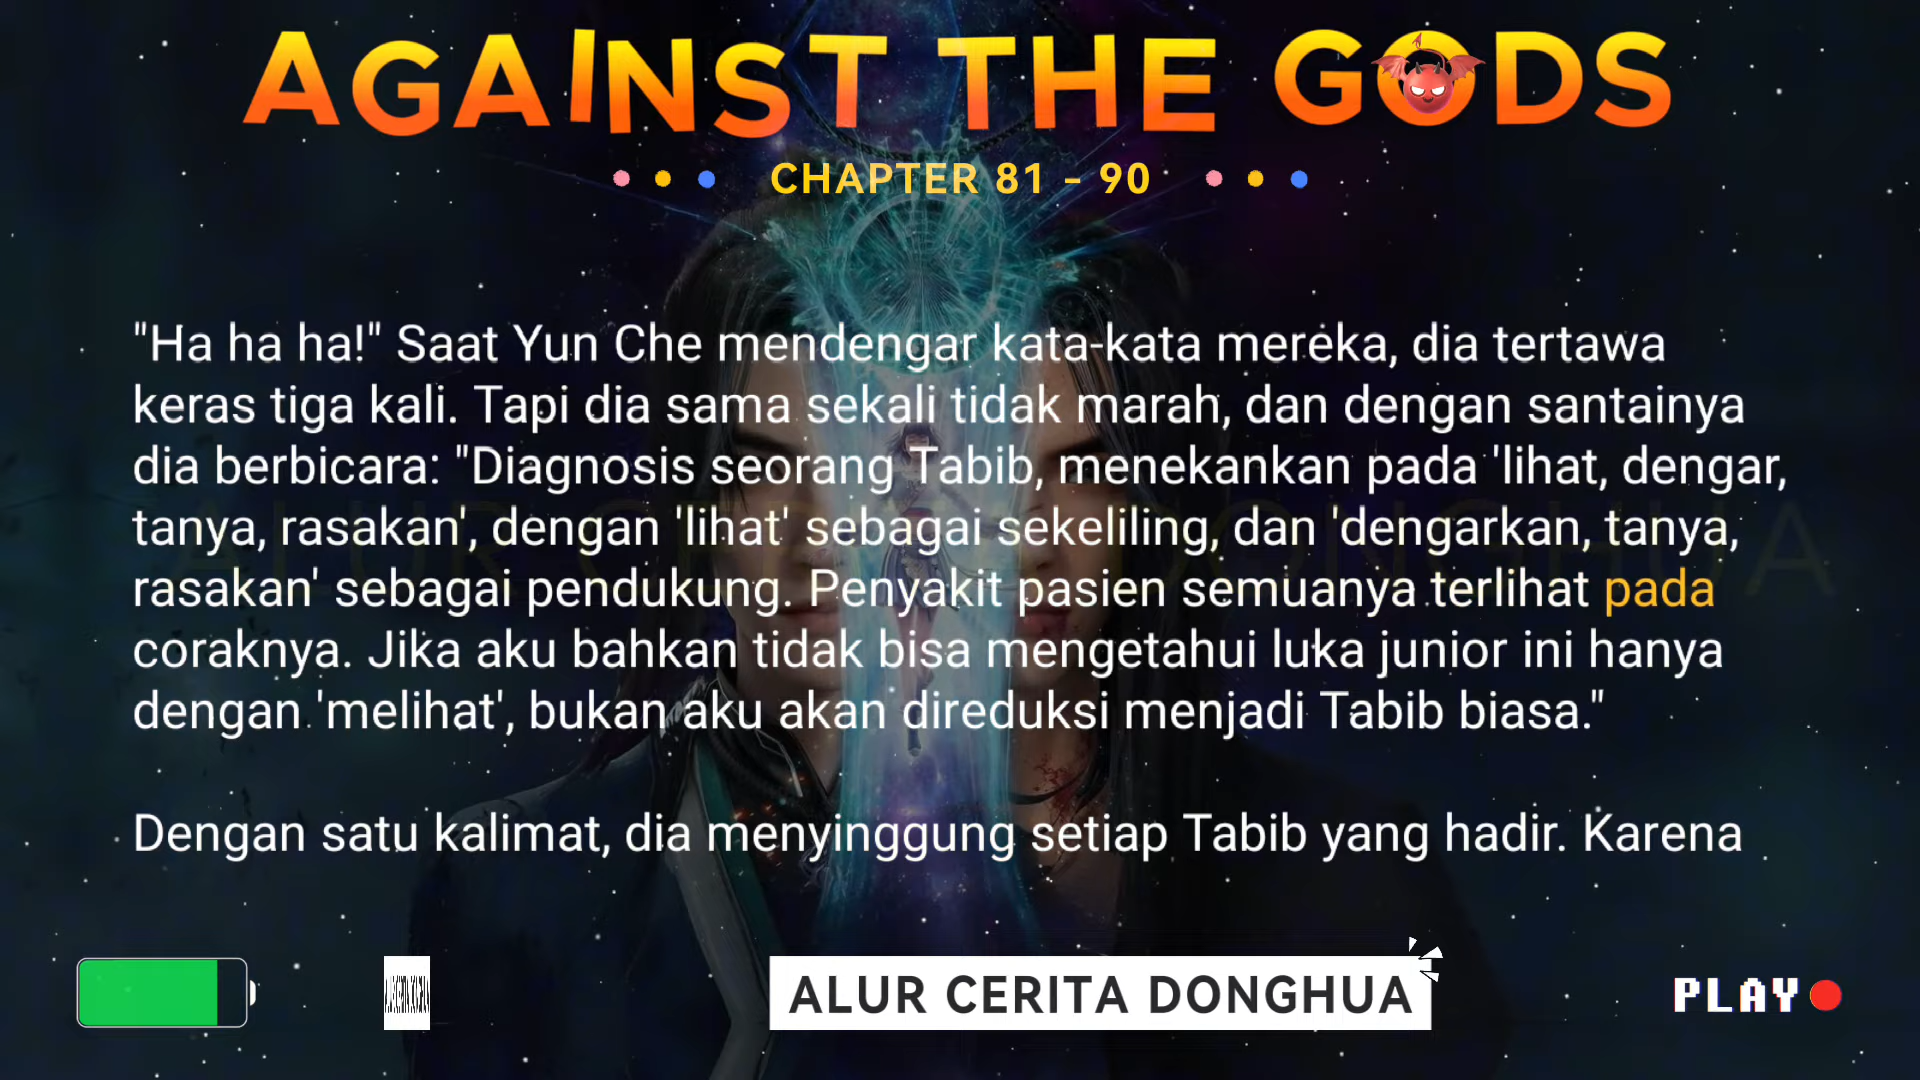 AGAINST THE GODS
CHAPTER 81 - 90
"Ha ha ha!" Saat Yun Che mendengar kata-kata mereka, dia tertawa
keras tiga kali. Tapi dia sama sekali tidak marah, dan dengan santainya
dia berbicara: "Diagnosis seorang Tabib, menekankan pada 'lihat, dengar,
tanya, rasakan', dengan 'lihat' sebagai sekeliling, dan 'dengarkan, tanya,
rasakan' sebagai pendukung. Penyakit pasien semuanya terlihat pada
coraknya. Jika aku bahkan tidak bisa mengetahui luka junior ini hanya
dengan 'melihat', bukan aku akan direduksi menjadi Tabib biasa."
Dengan satu kalimat, dia menyinggung setiap Tabib yang hadir. Karena
ALUR CERITA DONGHUA
PLAY